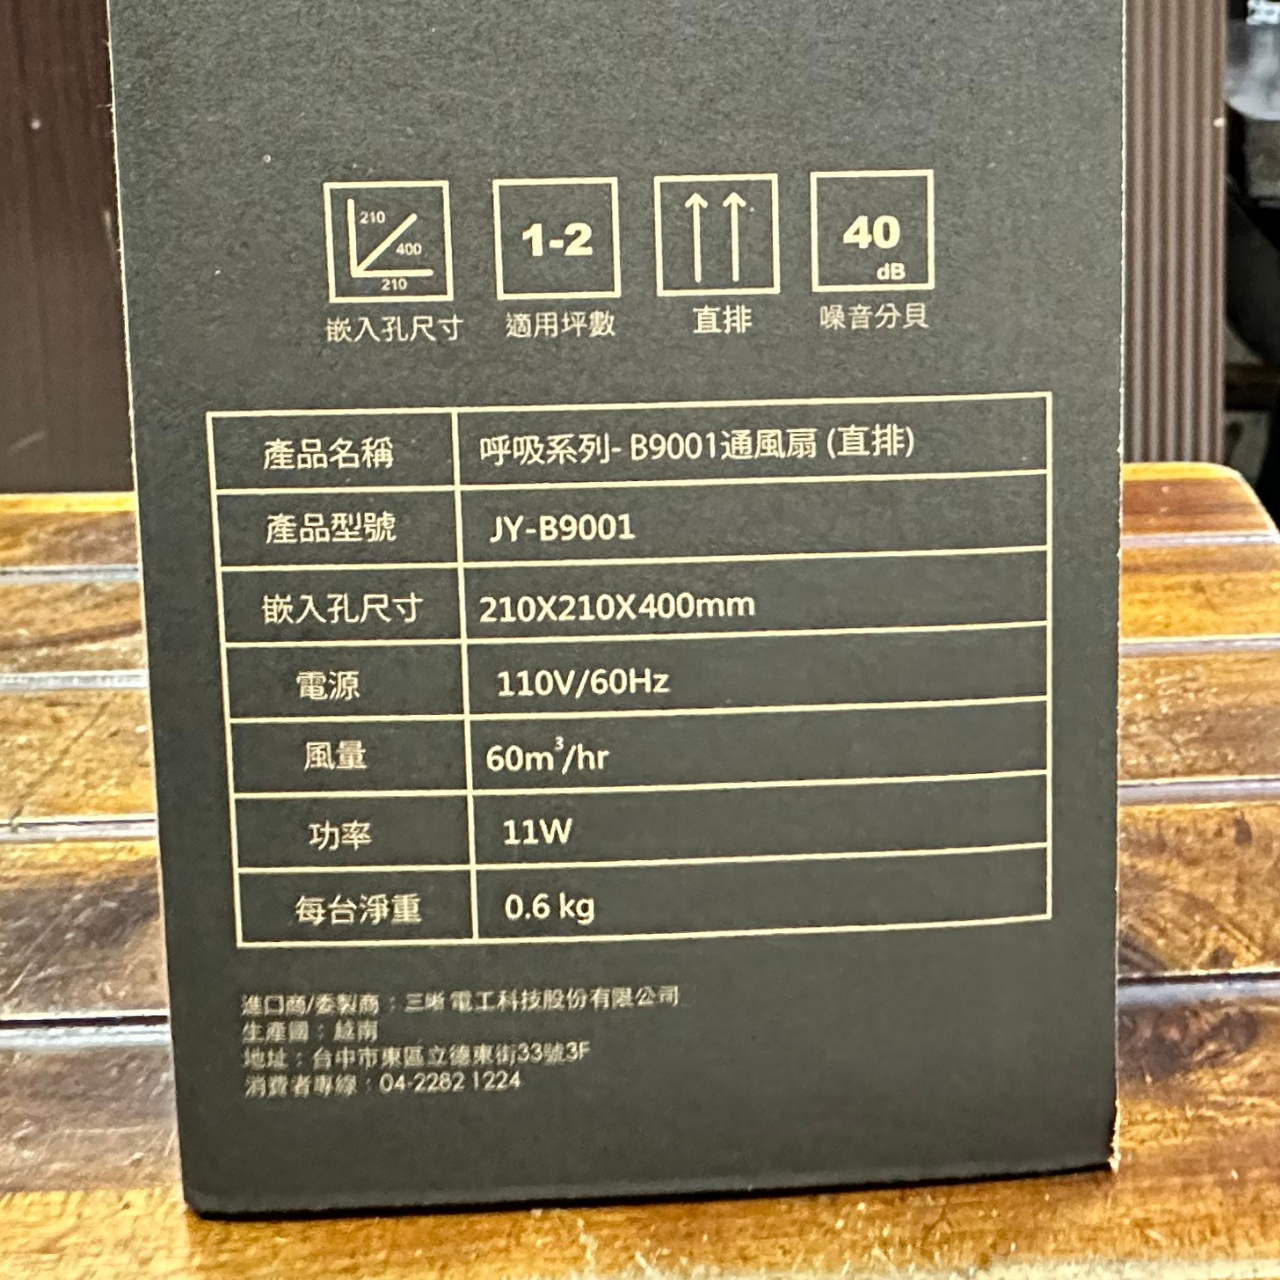 210
400
210
1-2
40
dB
嵌入孔尺寸
適用坪數
直排
噪音分貝
產品名稱 呼吸系列- B9001通風扇 (直排)
產品型號 JY-B9001
嵌入孔尺寸 210X210X400mm
電源 110V/60Hz
風量 60m³/hr
功率 11W
每台淨重 0.6 kg
進口商/委製商：三晰電工科技股份有限公司
生產國：越南
地址：台中市東區立德東街33號3F
消費者專線：04-2282 1224